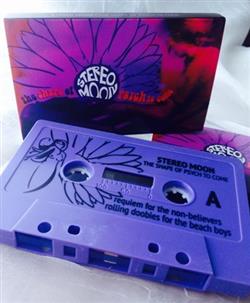 the shape of
STEREO
MOON
psych to come
STEREO MOON
THE SHAPE OF PSYCH TO COME
A
requiem for the non-believers
rolling doobies for the beach boys